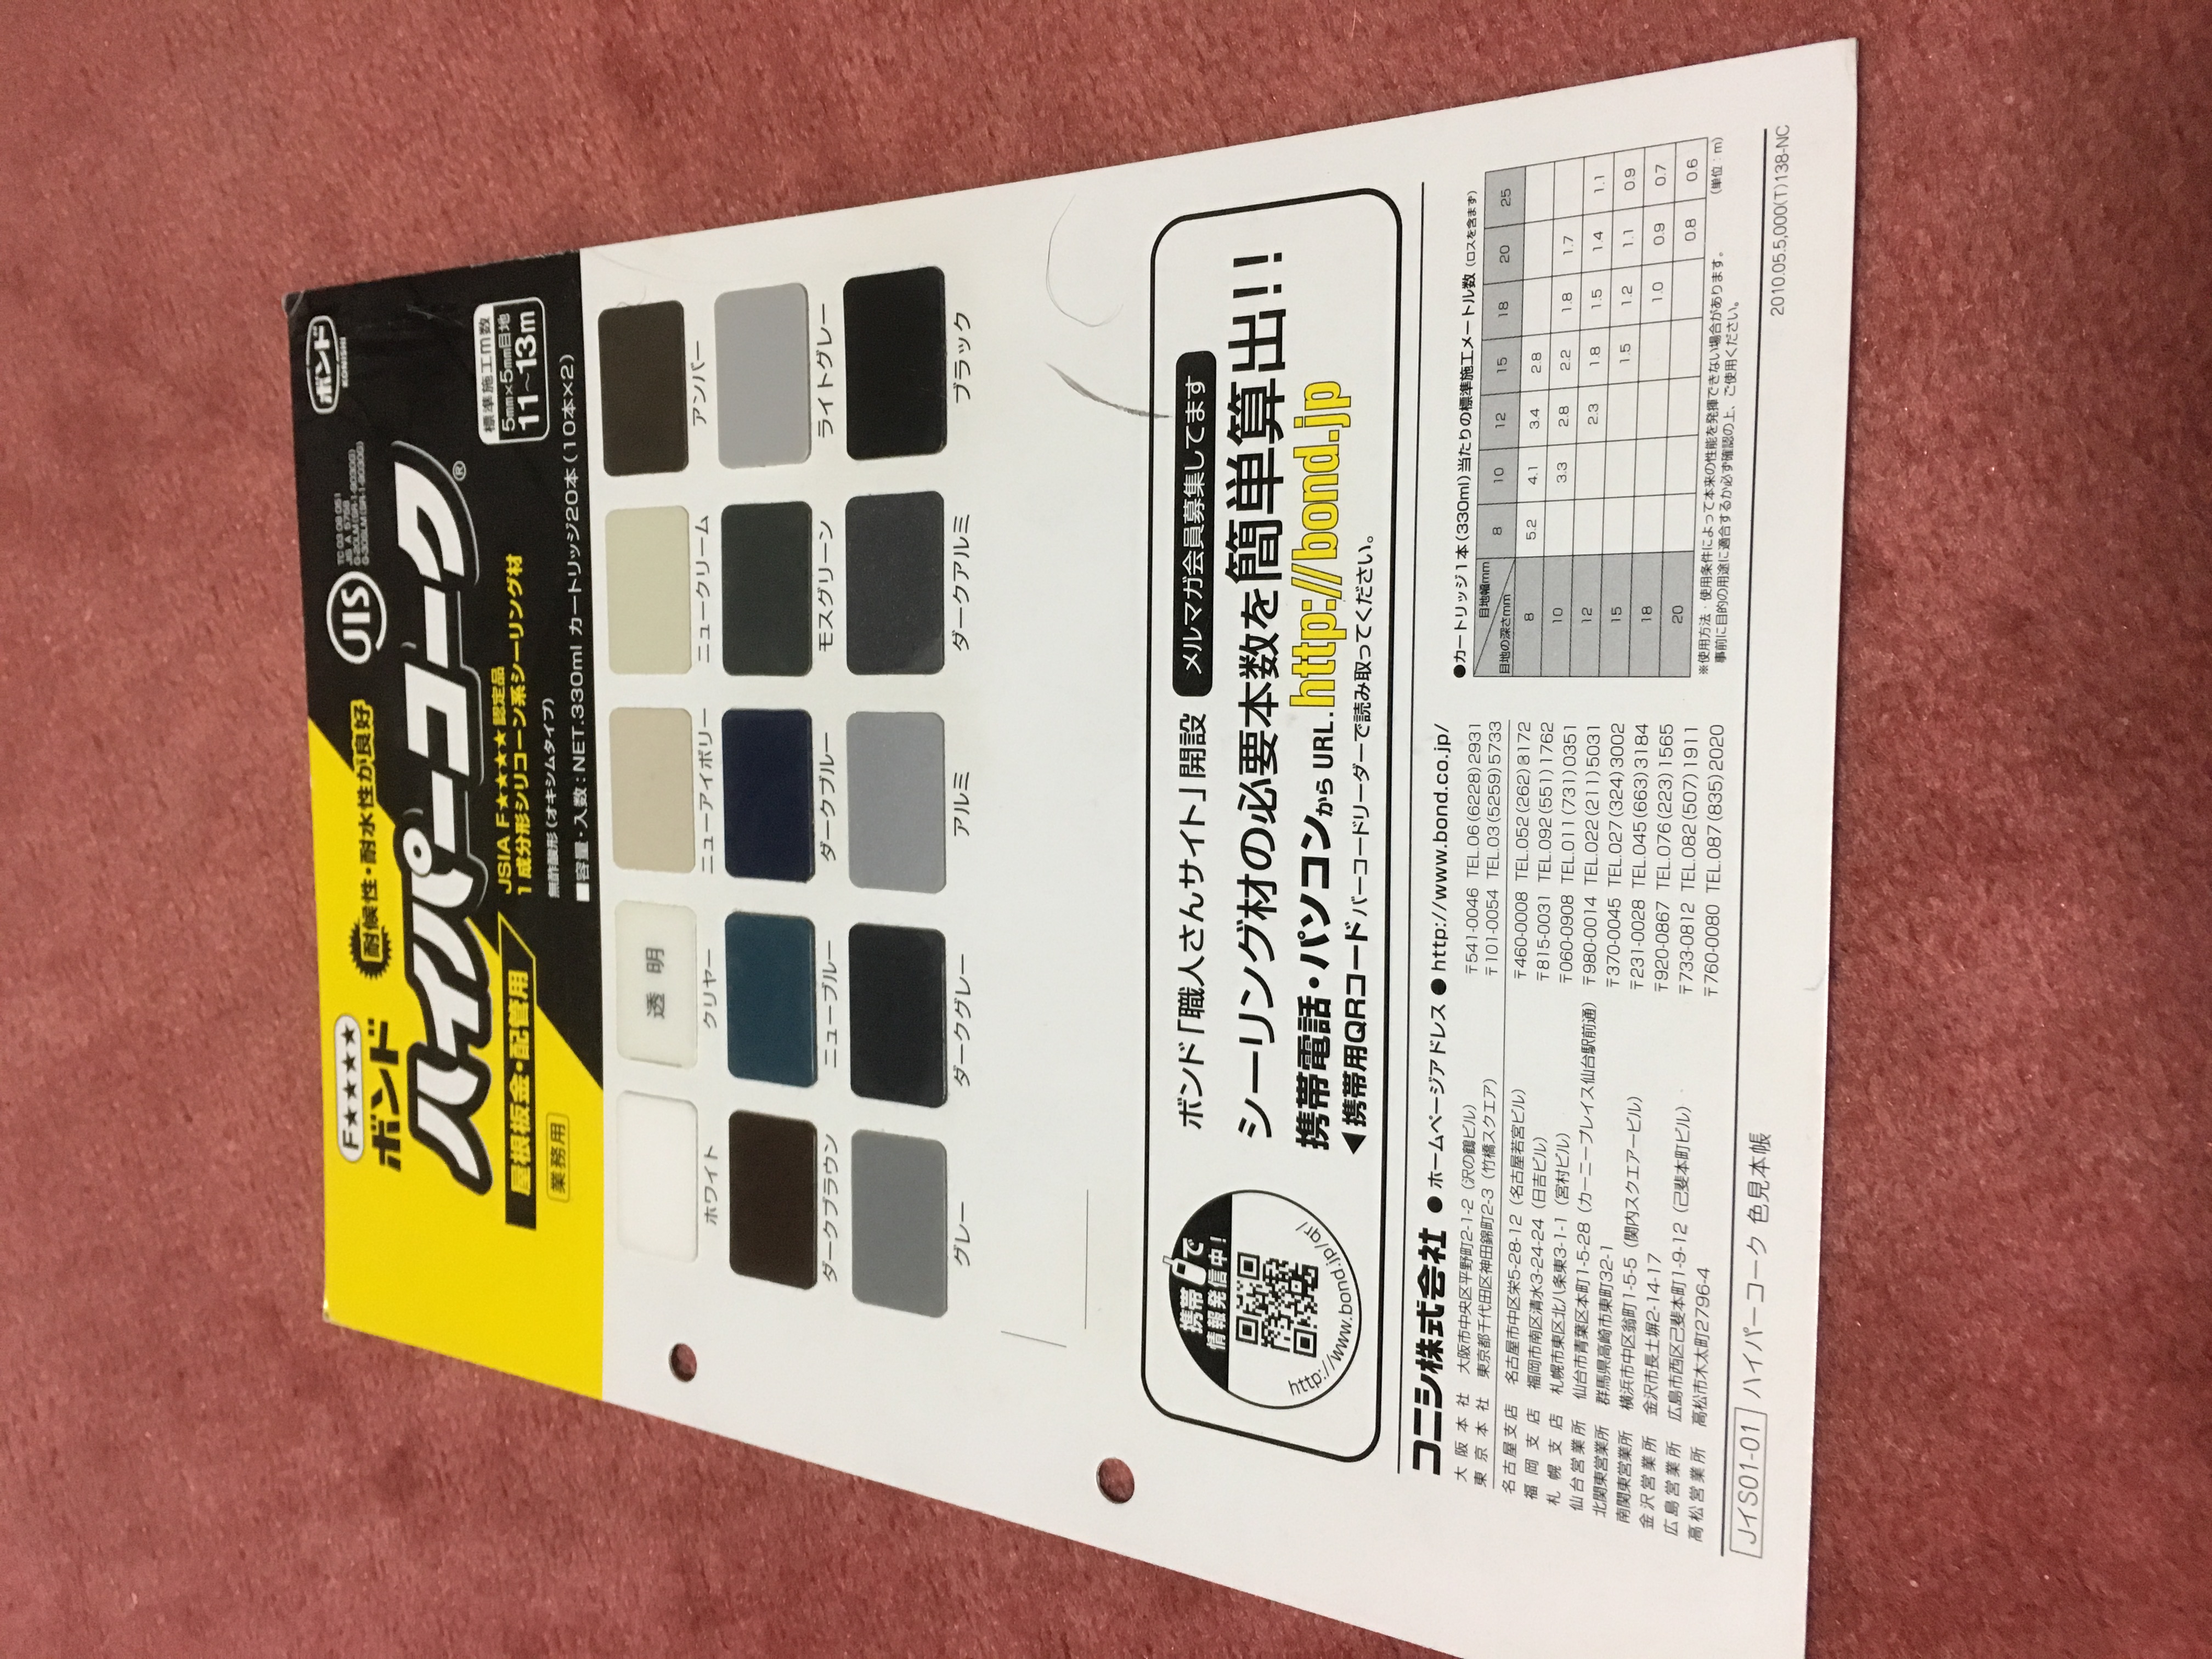 F★★★★
ボンド
耐候性・耐水性が良好
JIS
TC 03 08 051
JIS A 5758
ボンド
KONISHI
ハイパーコーク®
屋根板金・配管用
業務用
JSIA F★★★★ 認定品
1成分形シリコーン系シーリング材
無酢酸形（オキシムタイプ）
■容量・入数：NET.330ml カートリッジ20本（10本×2）
標準施工m数
5mm×5mm目地
11～13m
透明
ホワイト クリヤー ニューアイボリー ニュークリーム アンバー
ダークブラウン ニューブルー ダークブルー モスグリーン ライトグレー
グレー ダークグレー アルミ ダークアルミ ブラック
携帯で
情報発信中！
http://www.bond.jp/qr/
ボンド「職人さんサイト」開設 メルマガ会員募集してます
シーリング材の必要本数を簡単算出!!
携帯電話・パソコンからURL.http://bond.jp
◀携帯用QRコード バーコードリーダーで読み取ってください。
コニシ株式会社 ●ホームページアドレス●http://www.bond.co.jp/
大阪本社 大阪市中央区平野町2-1-2（沢の鶴ビル） 〒541-0046 TEL.06(6228)2931
東京本社 東京都千代田区神田錦町2-3（竹橋スクエア） 〒101-0054 TEL.03(5259)5733
名古屋支店 名古屋市中区栄5-28-12（名古屋若宮ビル） 〒460-0008 TEL.052(262)8172
福岡支店 福岡市南区清水3-24-24（日吉ビル） 〒815-0031 TEL.092(551)1762
札幌支店 札幌市東区北八条東3-1-1（宮村ビル） 〒060-0908 TEL.011(731)0351
仙台営業所 仙台市青葉区本町1-5-28（カーニープレイス仙台駅前通） 〒980-0014 TEL.022(211)5031
北関東営業所 群馬県高崎市東町32-1 〒370-0045 TEL.027(324)3002
南関東営業所 横浜市中区翁町1-5-5（関内スクエアービル） 〒231-0028 TEL.045(663)3184
金沢営業所 金沢市長土塀2-14-17 〒920-0867 TEL.076(223)1565
広島営業所 広島市西区己斐本町1-9-12（己斐本町ビル） 〒733-0812 TEL.082(507)1911
高松営業所 高松市木太町2796-4 〒760-0080 TEL.087(835)2020
●カートリッジ1本（330ml）当たりの標準施工メートル数（ロスを含まず）
目地幅mm
目地の深さmm 8 10 12 15 18 20 25
8 5.2 4.1 3.4 2.8
10 3.3 2.8 2.2 1.8 1.7
12 2.3 1.8 1.5 1.4 1.1
15 1.5 1.2 1.1 0.9
18 1.0 0.9 0.7
20 0.8 0.6
（単位：m）
※使用方法・使用条件によって本来の性能を発揮できない場合があります。
事前に目的の用途に適合するか必ず確認の上、ご使用ください。
JイS01-01 ハイパーコーク 色見本帳
2010.05.5,000(T)138-NC